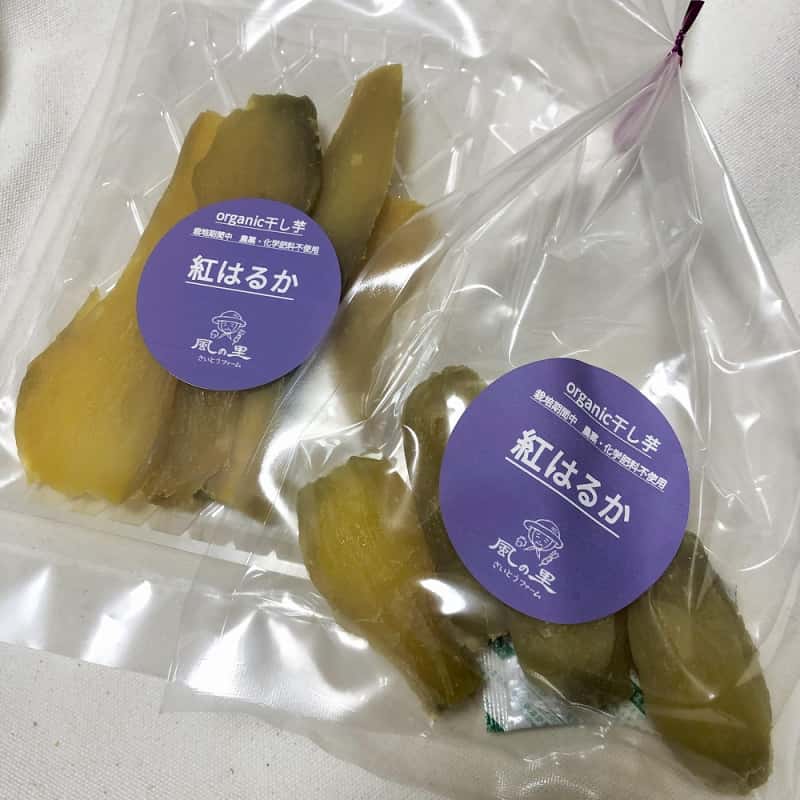 organic干し芋
栽培期間中 農薬・化学肥料不使用
紅はるか
風の里
さいとうファーム
organic干し芋
栽培期間中 農薬・化学肥料不使用
紅はるか
風の里
さいとうファーム